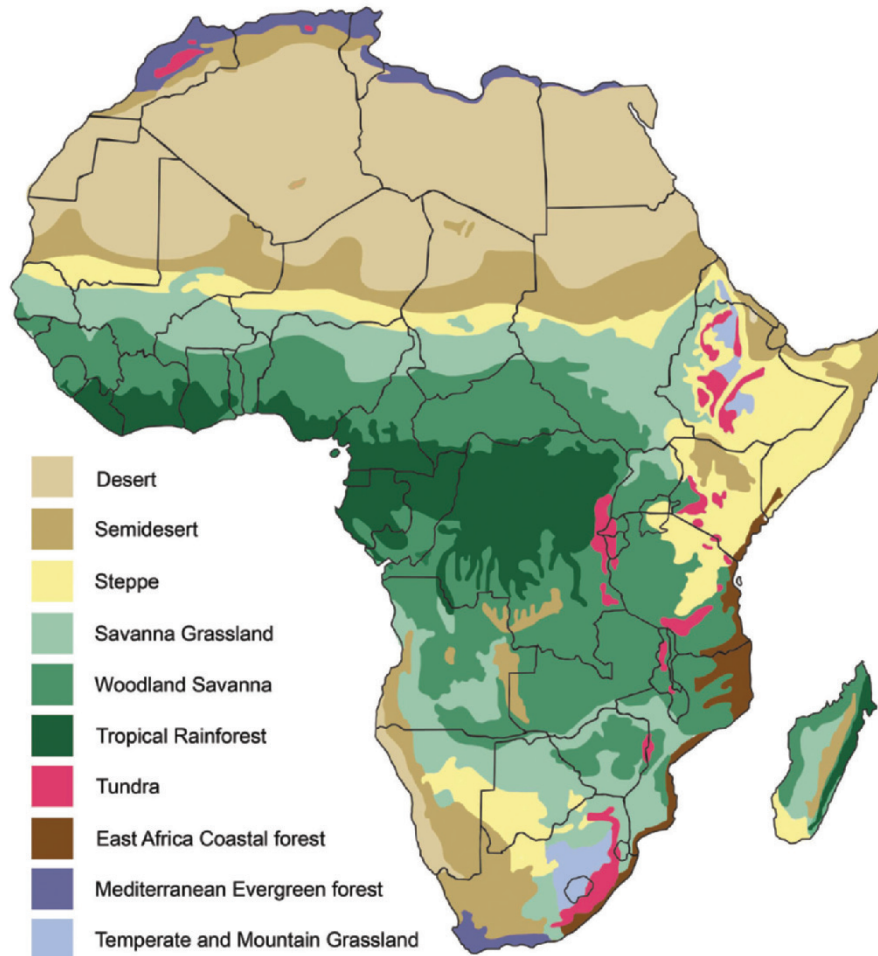 Desert
Semidesert
Steppe
Savanna Grassland
Woodland Savanna
Tropical Rainforest
Tundra
East Africa Coastal forest
Mediterranean Evergreen forest
Temperate and Mountain Grassland